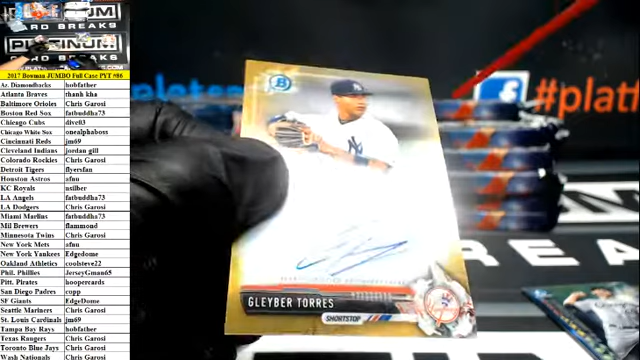 PLATINUM
CARD BREAKS
2017 Bowman JUMBO Full Case PYT #86
Az. Diamondbacks hobfather
Atlanta Braves thank kha
Baltimore Orioles Chris Garosi
Boston Red Sox fatbuddha73
Chicago Cubs dive03
Chicago White Sox onealphaboss
Cincinnati Reds jm69
Cleveland Indians jordan gill
Colorado Rockies Chris Garosi
Detroit Tigers flyersfan
Houston Astros afnu
KC Royals nsilber
LA Angels fatbuddha73
LA Dodgers Chris Garosi
Miami Marlins fatbuddha73
Mil Brewers flammond
Minnesota Twins Chris Garosi
New York Mets afnu
New York Yankees Edgedome
Oakland Athletics coolsteve22
Phil. Phillies JerseyGman65
Pitt. Pirates hoopercards
San Diego Padres copp
SF Giants EdgeDome
Seattle Mariners Chris Garosi
St. Louis Cardinals jm69
Tampa Bay Rays hobfather
Texas Rangers Chris Garosi
Toronto Blue Jays Chris Garosi
Wash Nationals Chris Garosi
#platf
GLEYBER TORRES
SHORTSTOP